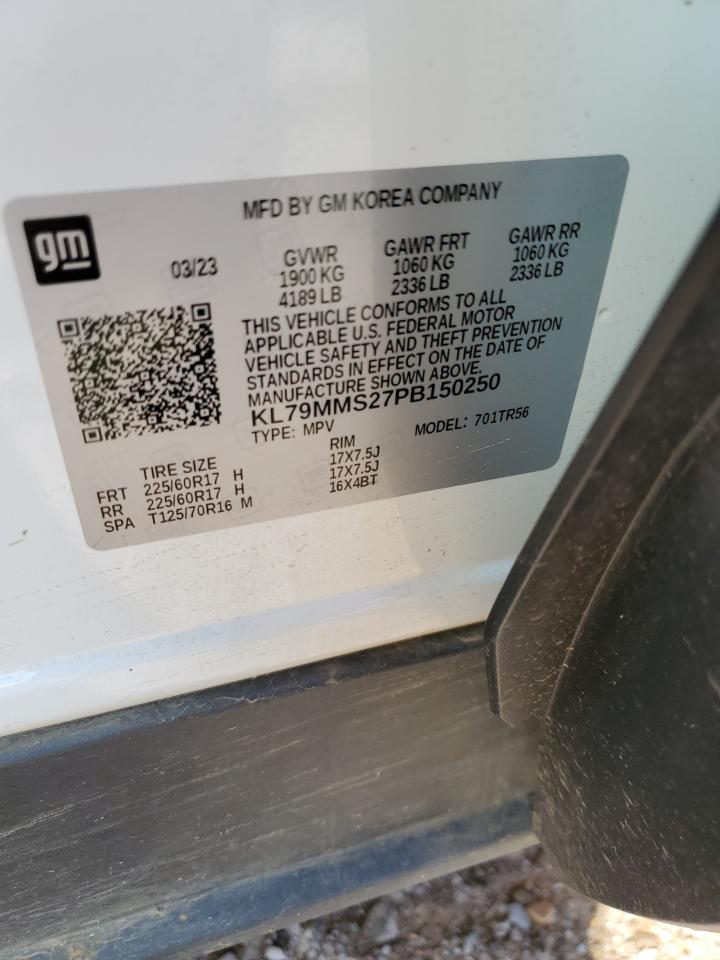 MFD BY GM KOREA COMPANY
gm
03/23
GVWR
1900 KG
4189 LB
GAWR FRT
1060 KG
2336 LB
GAWR RR
1060 KG
2336 LB
THIS VEHICLE CONFORMS TO ALL
APPLICABLE U.S. FEDERAL MOTOR
VEHICLE SAFETY AND THEFT PREVENTION
STANDARDS IN EFFECT ON THE DATE OF
MANUFACTURE SHOWN ABOVE.
KL79MMS27PB150250
TYPE: MPV MODEL: 701TR56
TIRE SIZE RIM
FRT 225/60R17 H 17X7.5J
RR 225/60R17 H 17X7.5J
SPA T125/70R16 M 16X4BT